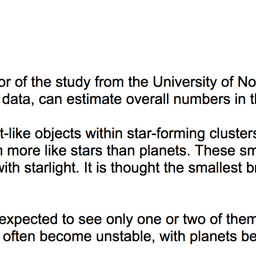 or of the study from the University of No
data, can estimate overall numbers in t
t-like objects within star-forming clusters
more like stars than planets. These sm
with starlight. It is thought the smallest b
expected to see only one or two of them
often become unstable, with planets be